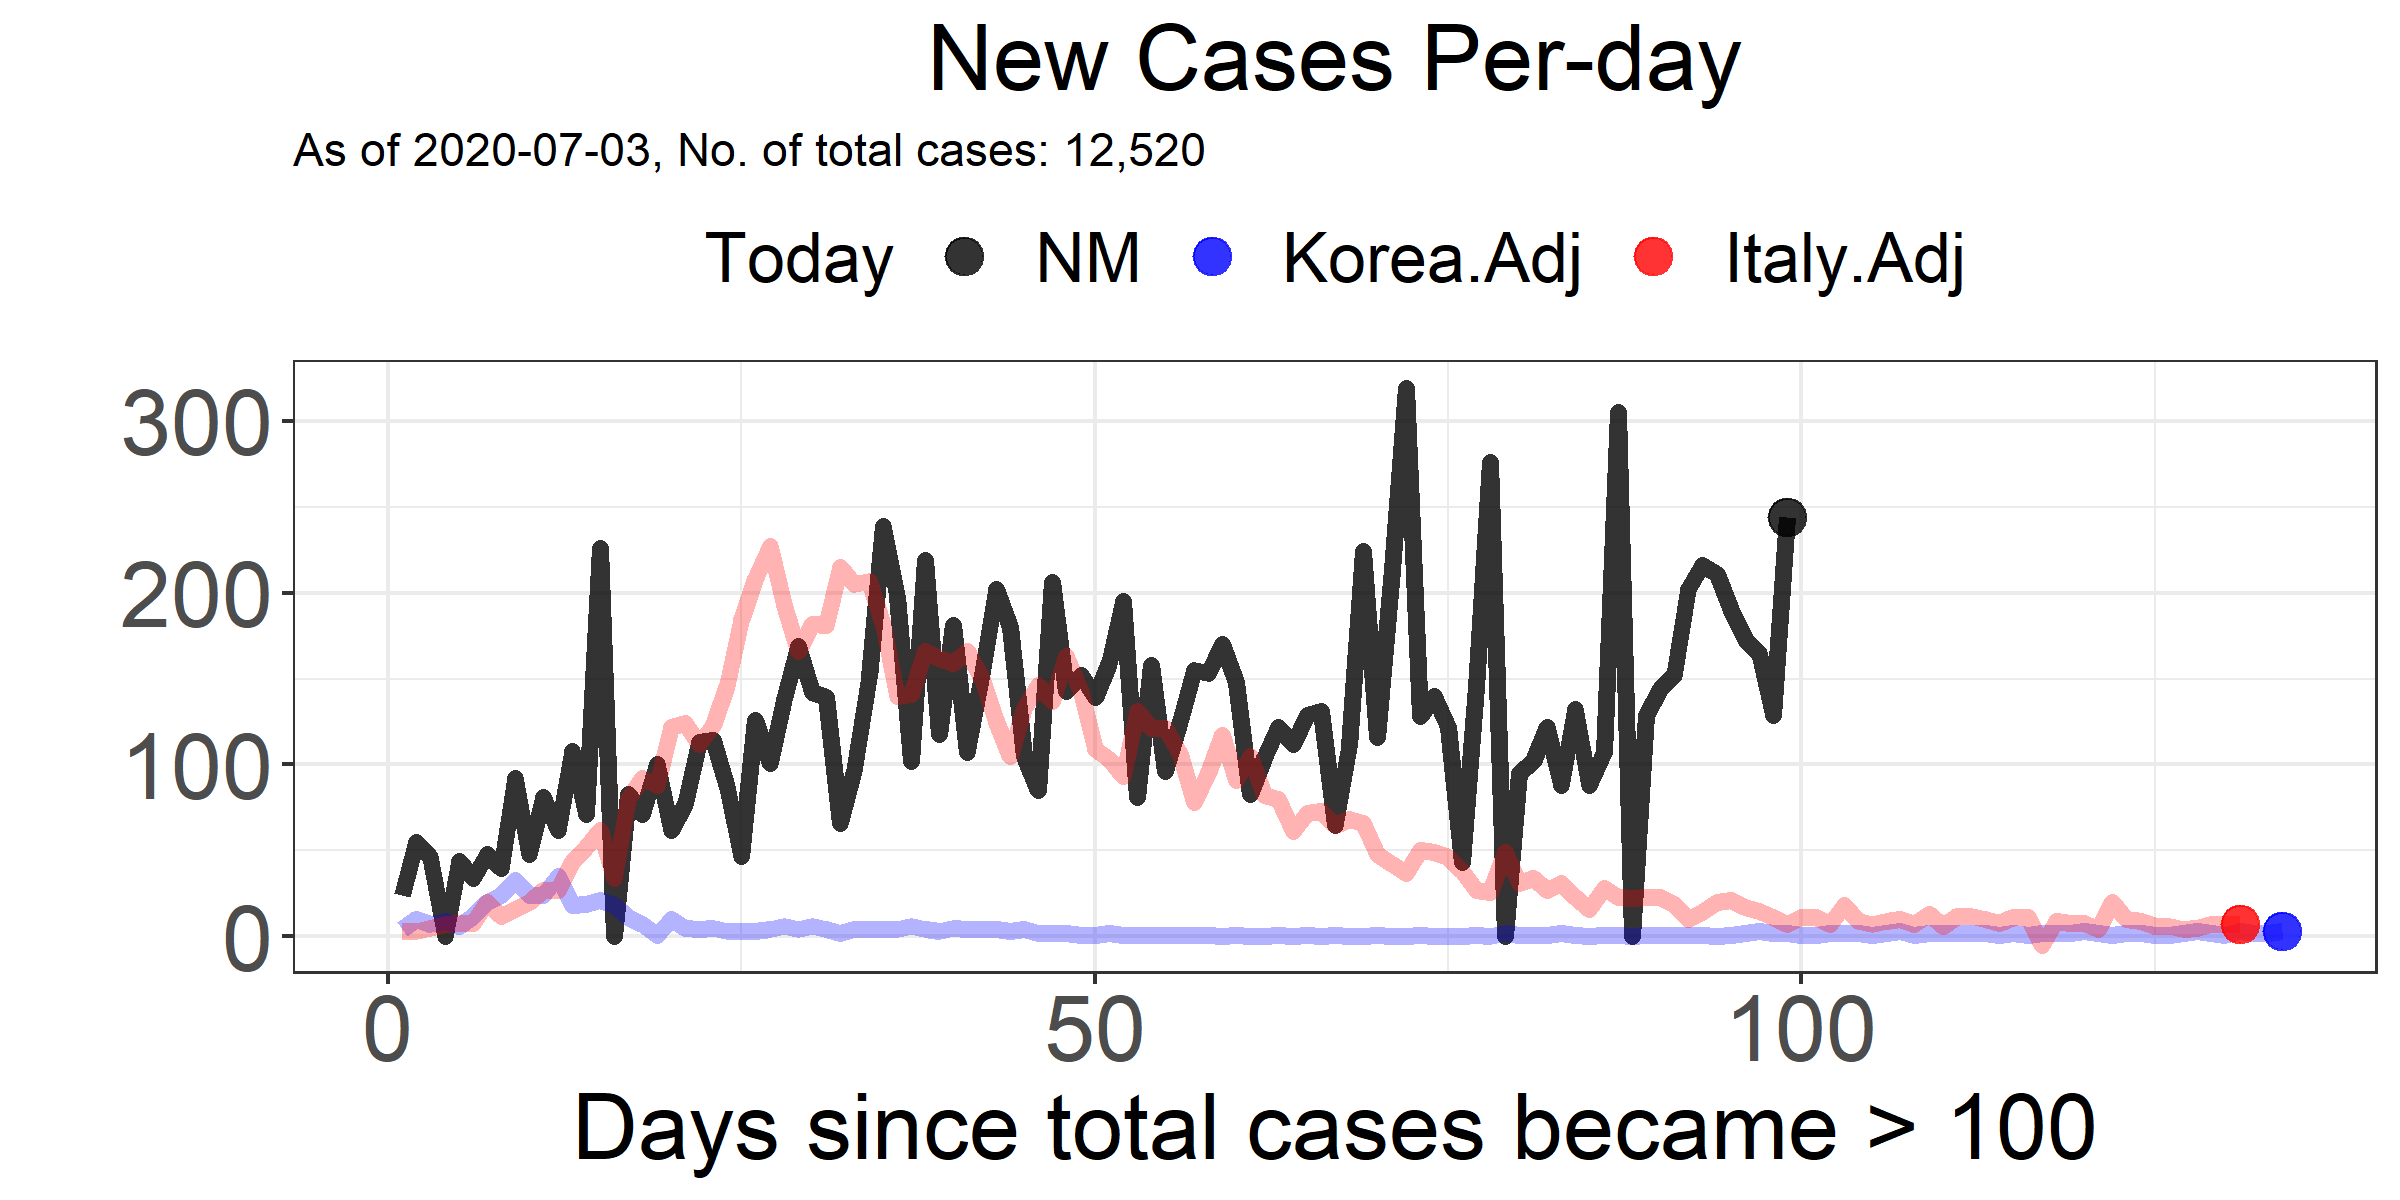 New Cases Per-day
As of 2020-07-03, No. of total cases: 12,520
Today NM Korea.Adj Italy.Adj
300
200
100
0
0 50 100
Days since total cases became > 100